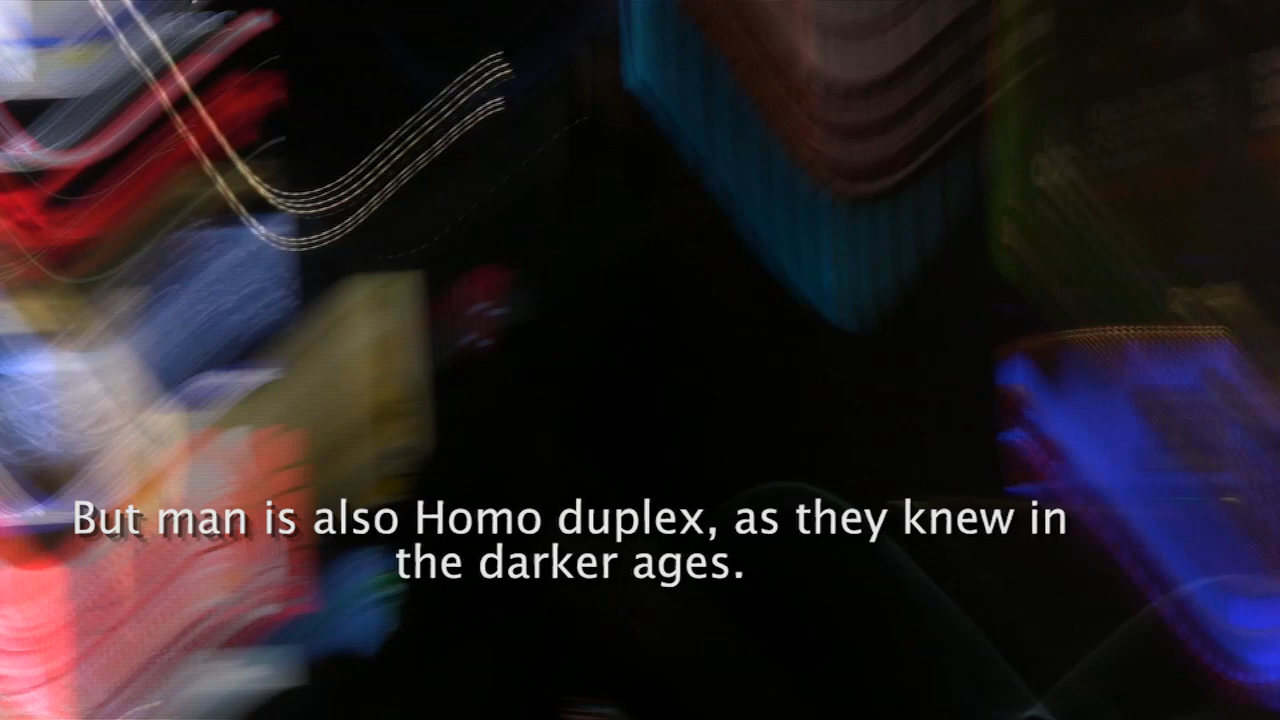 But man is also Homo duplex, as they knew in
the darker ages.